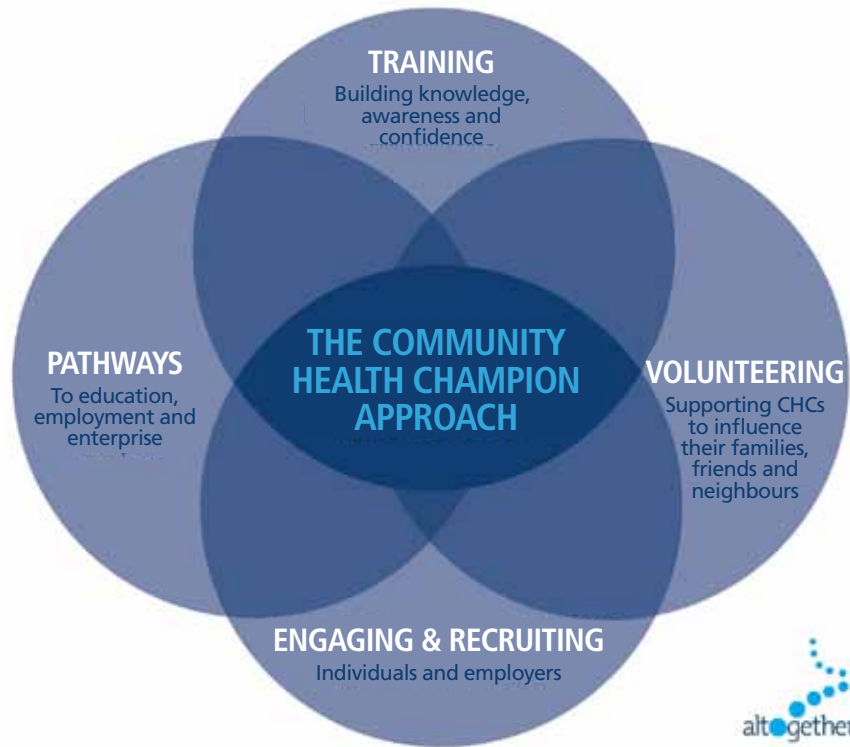 TRAINING
Building knowledge,
awareness and
confidence
PATHWAYS
To education,
employment and
enterprise
THE COMMUNITY
HEALTH CHAMPION
APPROACH
VOLUNTEERING
Supporting CHCs
to influence
their families,
friends and
neighbours
ENGAGING & RECRUITING
Individuals and employers
altogether